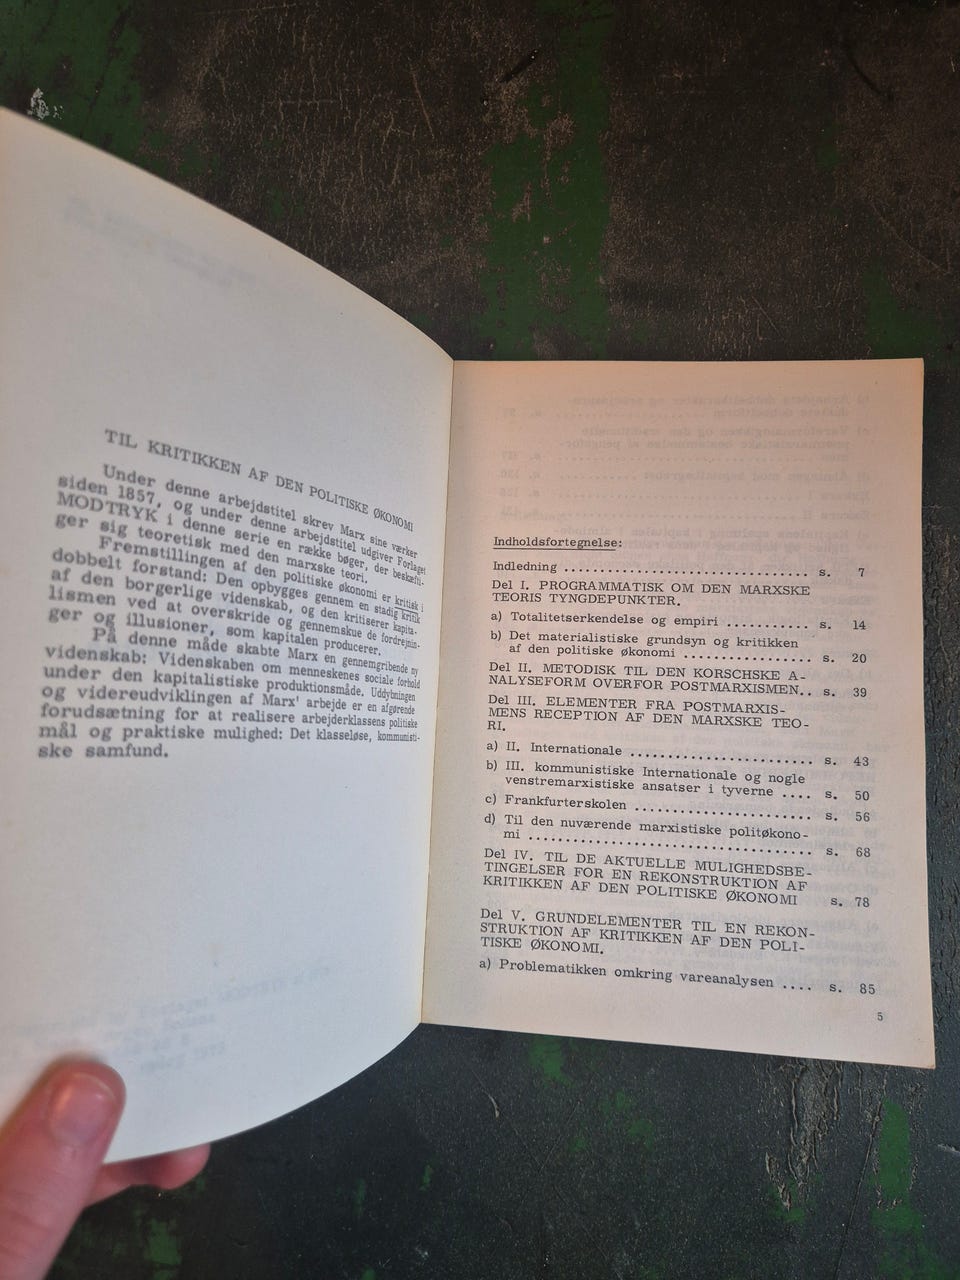 TIL KRITIKKEN AF DEN POLITISKE ØKONOMI
Under denne arbejdstitel skrev Marx sine værker
siden 1857, og under denne arbejdstitel udgiver Forlaget
MODTRYK i denne serie en række bøger, der beskæfti-
ger sig teoretisk med den marxske teori.
Fremstillingen af den politiske økonomi er kritisk i
dobbelt forstand: Den opbygges gennem en stadig kritik
af den borgerlige videnskab, og den kritiserer kapita-
lismen ved at overskride og gennemskue de fordrejnin-
ger og illusioner, som kapitalen producerer.
På denne måde skabte Marx en gennemgribende ny
videnskab: Videnskaben om menneskenes sociale forhold
under den kapitalistiske produktionsmåde. Uddybningen
og videreudviklingen af Marx' arbejde er en afgørende
forudsætning for at realisere arbejderklassens politiske
mål og praktiske mulighed: Det klasseløse, kommunisti-
ske samfund.
Indholdsfortegnelse:
Indledning ................................ s. 7
Del I. PROGRAMMATISK OM DEN MARXSKE
TEORIS TYNGDEPUNKTER.
a) Totalitetserkendelse og empiri ........... s. 14
b) Det materialistiske grundsyn og kritikken
af den politiske økonomi ................. s. 20
Del II. METODISK TIL DEN KORSCHSKE A-
NALYSEFORM OVERFOR POSTMARXISMEN.. s. 39
Del III. ELEMENTER FRA POSTMARXIS-
MENS RECEPTION AF DEN MARXSKE TEO-
RI.
a) II. Internationale ........................ s. 43
b) III. kommunistiske Internationale og nogle
venstremarxistiske ansatser i tyverne .... s. 50
c) Frankfurterskolen ....................... s. 56
d) Til den nuværende marxistiske politøkono-
mi ...................................... s. 68
Del IV. TIL DE AKTUELLE MULIGHEDSBE-
TINGELSER FOR EN REKONSTRUKTION AF
KRITIKKEN AF DEN POLITISKE ØKONOMI s. 78
Del V. GRUNDELEMENTER TIL EN REKON-
STRUKTION AF KRITIKKEN AF DEN POLI-
TISKE ØKONOMI.
a) Problematikken omkring vareanalysen .... s. 85
5